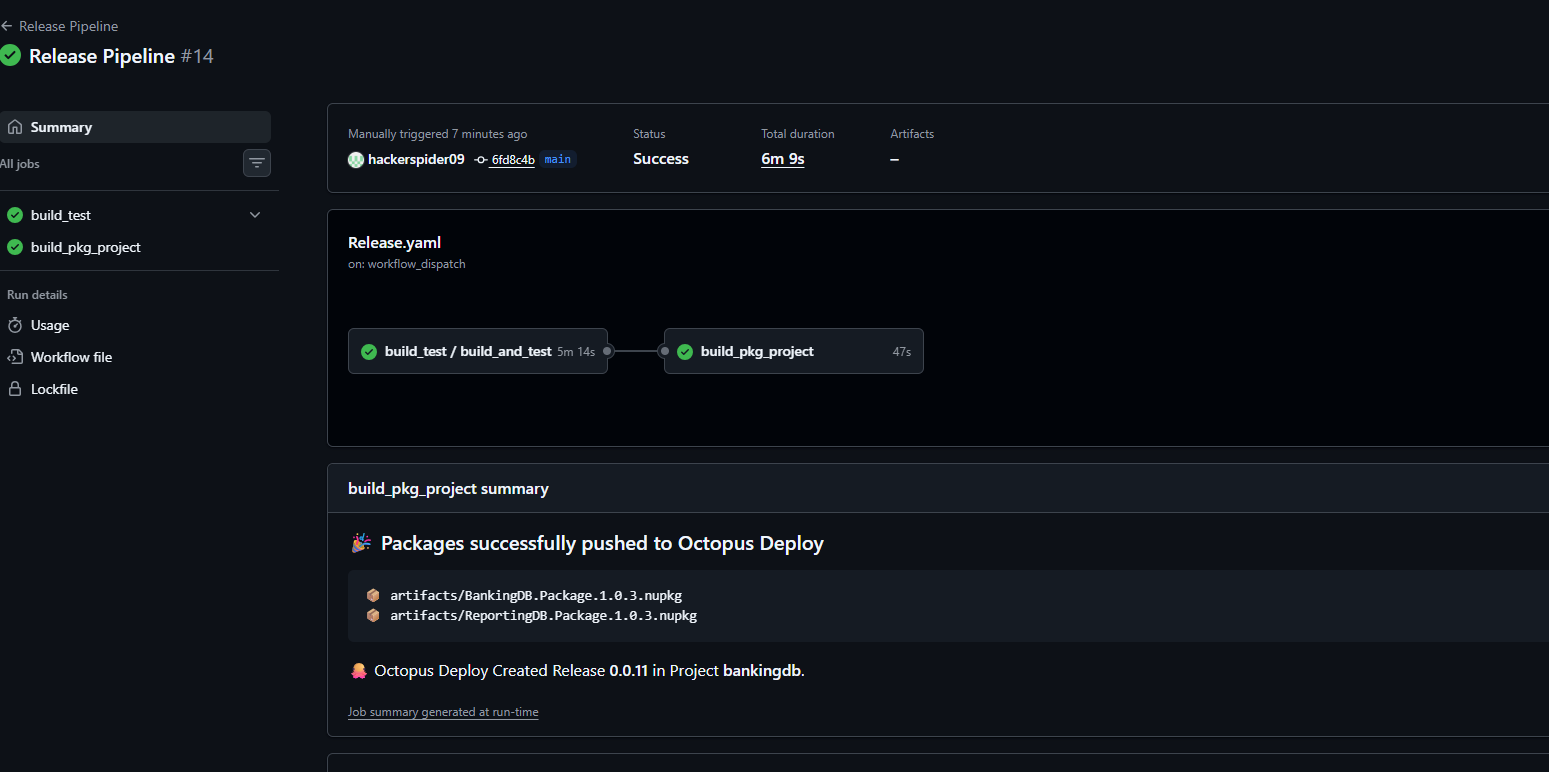 Release Pipeline
Release Pipeline #14
Summary
All jobs
build_test
build_pkg_project
Run details
Usage
Workflow file
Lockfile
Manually triggered 7 minutes ago
hackerspider09 6fd8c4b main
Status
Success
Total duration
6m 9s
Artifacts
–
Release.yaml
on: workflow_dispatch
build_test / build_and_test 5m 14s
build_pkg_project 47s
build_pkg_project summary
🎉 Packages successfully pushed to Octopus Deploy
📦 artifacts/BankingDB.Package.1.0.3.nupkg
📦 artifacts/ReportingDB.Package.1.0.3.nupkg
🐙 Octopus Deploy Created Release 0.0.11 in Project bankingdb.
Job summary generated at run-time